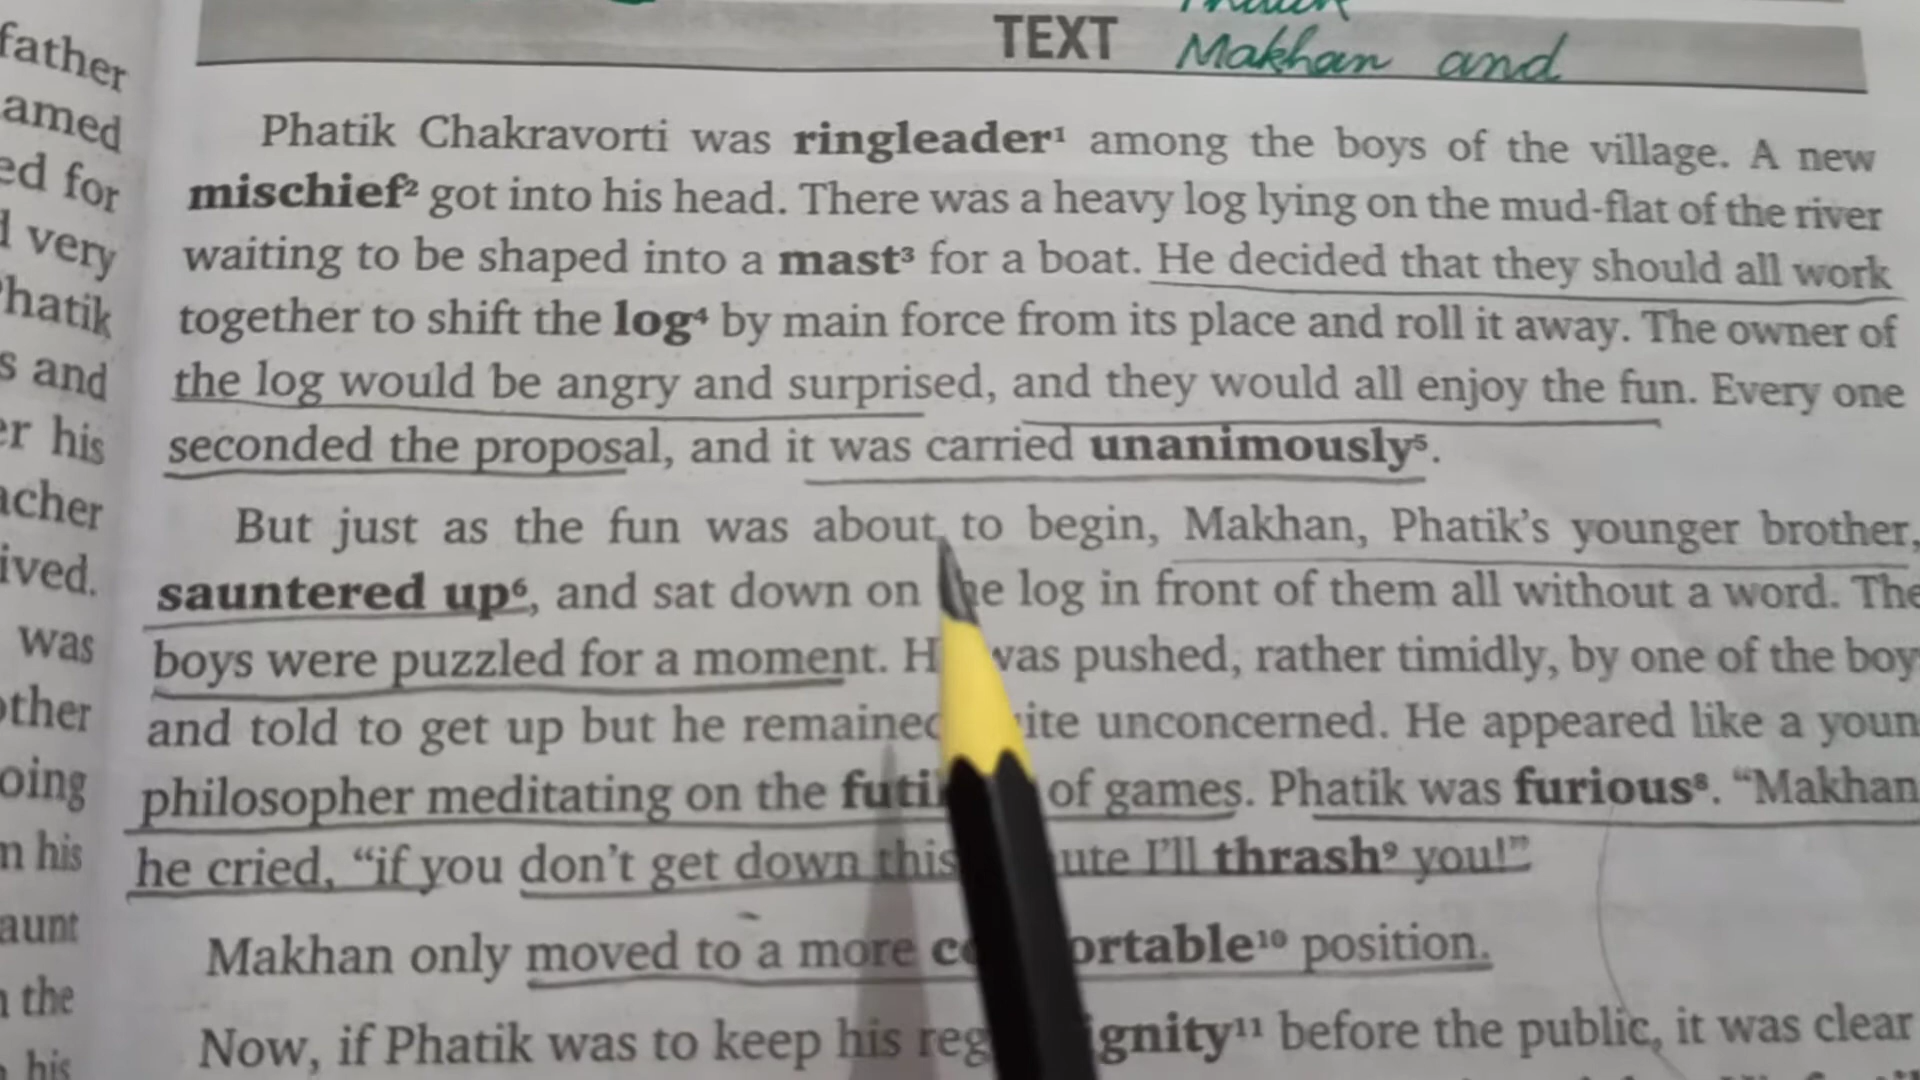 TEXT
Makhan and
father
amed
ed for
very
hatik
s and
er his
acher
ived.
was
other
oing
n his
aunt
the
his
Phatik Chakravorti was ringleader¹ among the boys of the village. A new
mischief² got into his head. There was a heavy log lying on the mud-flat of the river
waiting to be shaped into a mast³ for a boat. He decided that they should all work
together to shift the log⁴ by main force from its place and roll it away. The owner of
the log would be angry and surprised, and they would all enjoy the fun. Every one
seconded the proposal, and it was carried unanimously⁵.
But just as the fun was about to begin, Makhan, Phatik's younger brother,
sauntered up⁶, and sat down on he log in front of them all without a word. The
boys were puzzled for a moment. H was pushed, rather timidly, by one of the boy
and told to get up but he remained ite unconcerned. He appeared like a youn
philosopher meditating on the futi of games. Phatik was furious⁸. "Makhan
he cried, "if you don't get down this ute I'll thrash⁹ you!"
Makhan only moved to a more co ortable¹⁰ position.
Now, if Phatik was to keep his reg ignity¹¹ before the public, it was clear